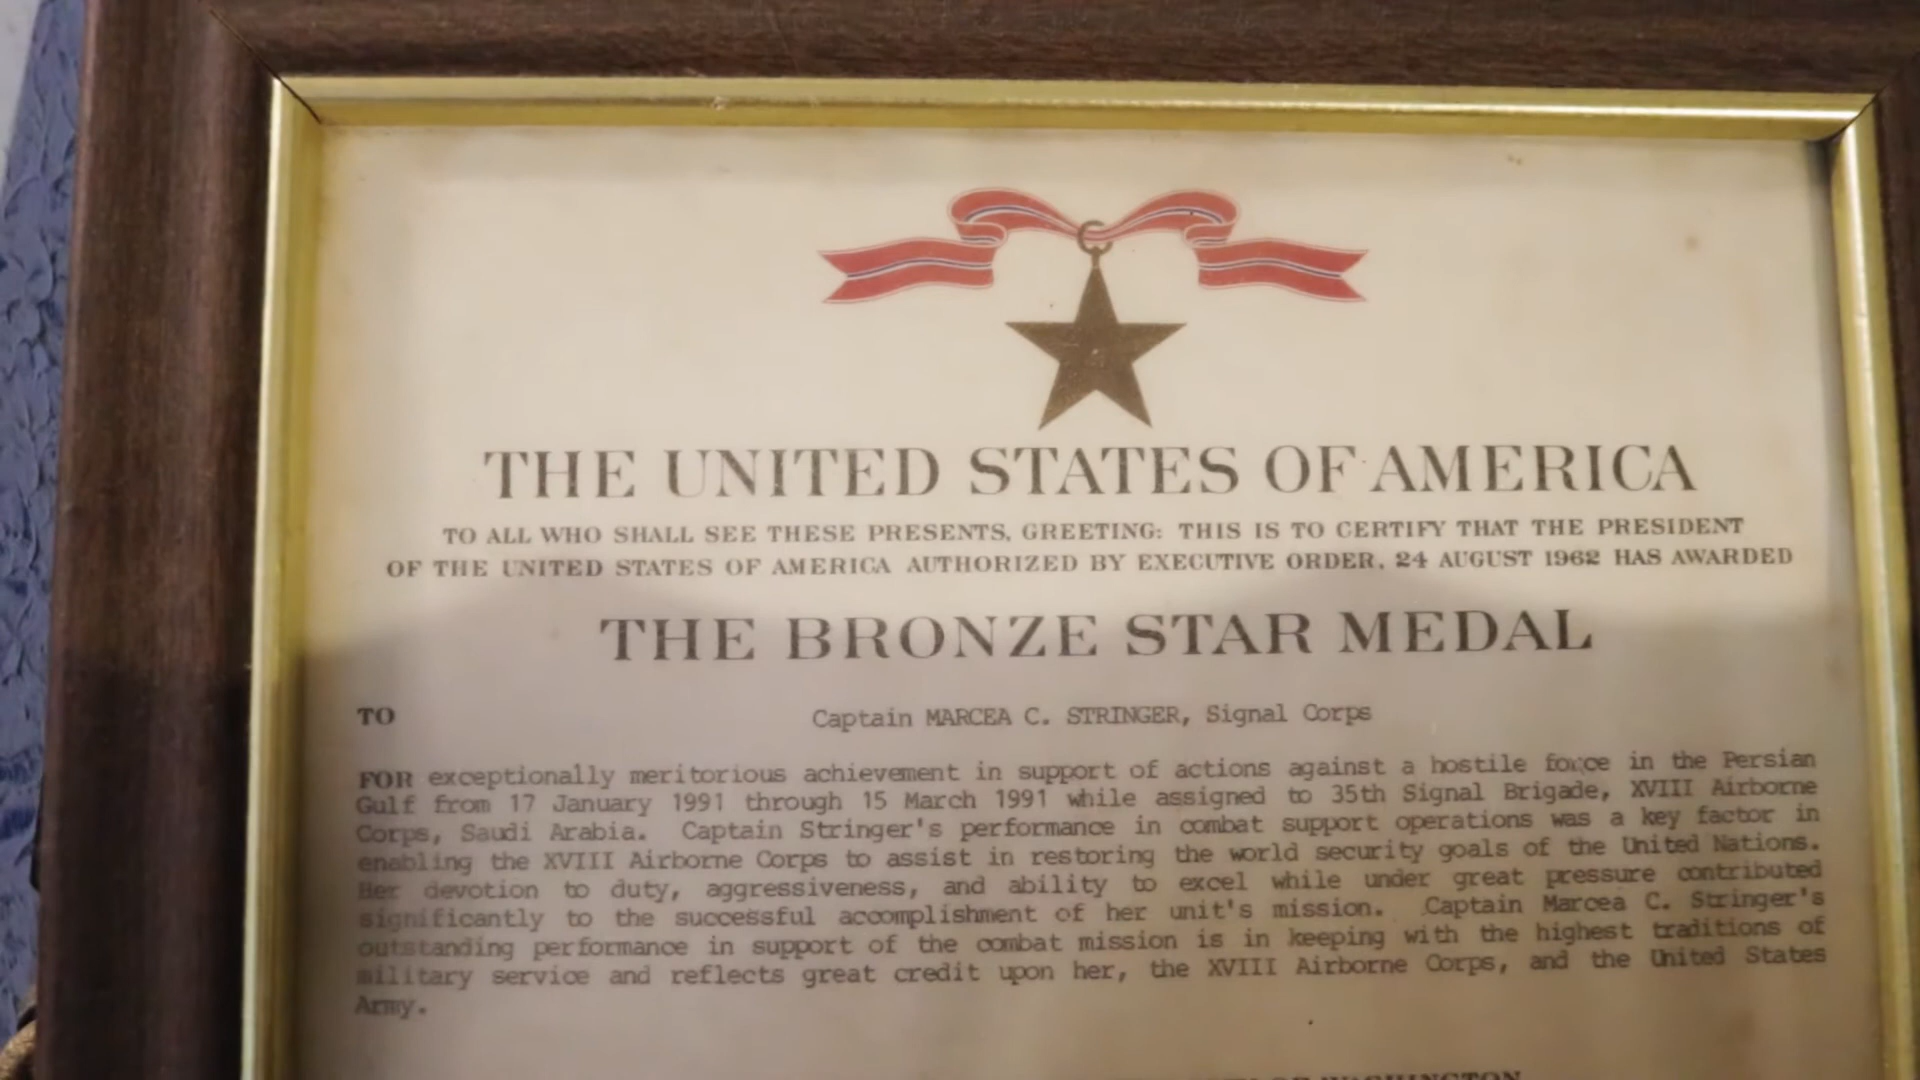 THE UNITED STATES OF AMERICA
TO ALL WHO SHALL SEE THESE PRESENTS, GREETING: THIS IS TO CERTIFY THAT THE PRESIDENT
OF THE UNITED STATES OF AMERICA AUTHORIZED BY EXECUTIVE ORDER, 24 AUGUST 1962 HAS AWARDED
THE BRONZE STAR MEDAL
TO Captain MARCEA C. STRINGER, Signal Corps
FOR exceptionally meritorious achievement in support of actions against a hostile force in the Persian
Gulf from 17 January 1991 through 15 March 1991 while assigned to 35th Signal Brigade, XVIII Airborne
Corps, Saudi Arabia. Captain Stringer's performance in combat support operations was a key factor in
enabling the XVIII Airborne Corps to assist in restoring the world security goals of the United Nations.
Her devotion to duty, aggressiveness, and ability to excel while under great pressure contributed
significantly to the successful accomplishment of her unit's mission. Captain Marcea C. Stringer's
outstanding performance in support of the combat mission is in keeping with the highest traditions of
military service and reflects great credit upon her, the XVIII Airborne Corps, and the United States
Army.
WASHINGTON